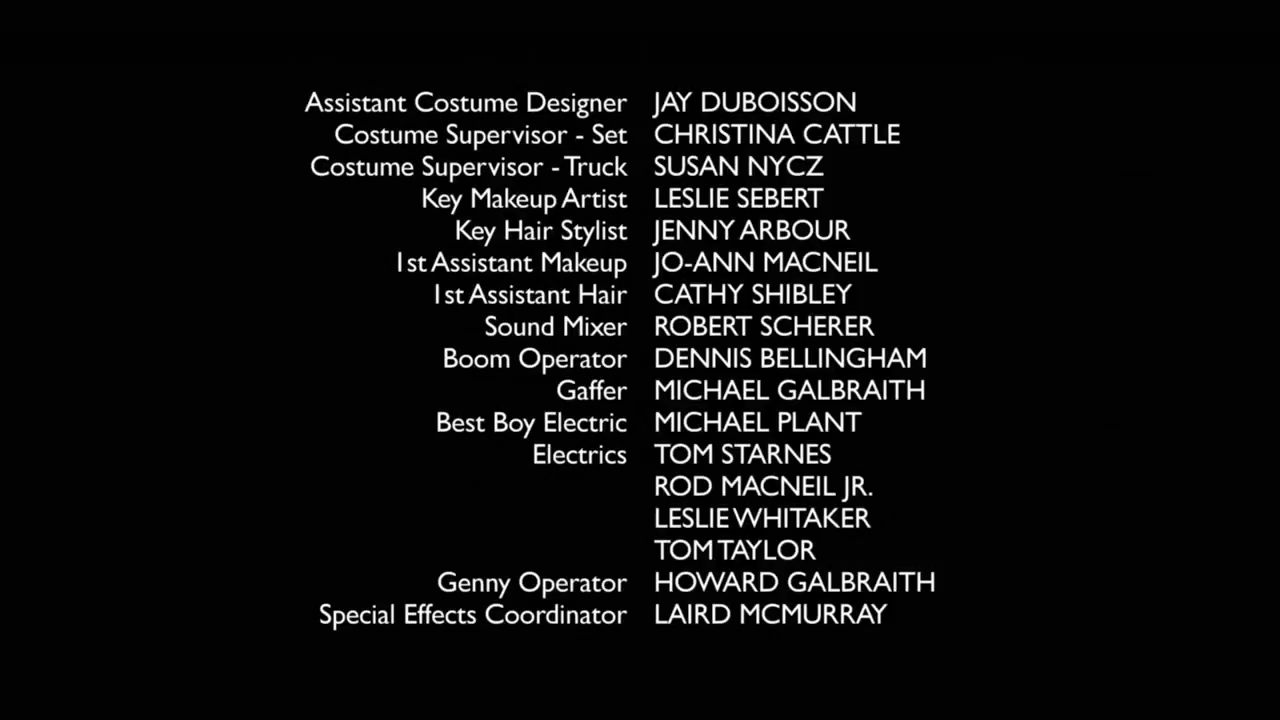 Assistant Costume Designer JAY DUBOISSON
Costume Supervisor - Set CHRISTINA CATTLE
Costume Supervisor - Truck SUSAN NYCZ
Key Makeup Artist LESLIE SEBERT
Key Hair Stylist JENNY ARBOUR
1st Assistant Makeup JO-ANN MACNEIL
1st Assistant Hair CATHY SHIBLEY
Sound Mixer ROBERT SCHERER
Boom Operator DENNIS BELLINGHAM
Gaffer MICHAEL GALBRAITH
Best Boy Electric MICHAEL PLANT
Electrics TOM STARNES
ROD MACNEIL JR.
LESLIE WHITAKER
TOM TAYLOR
Genny Operator HOWARD GALBRAITH
Special Effects Coordinator LAIRD MCMURRAY